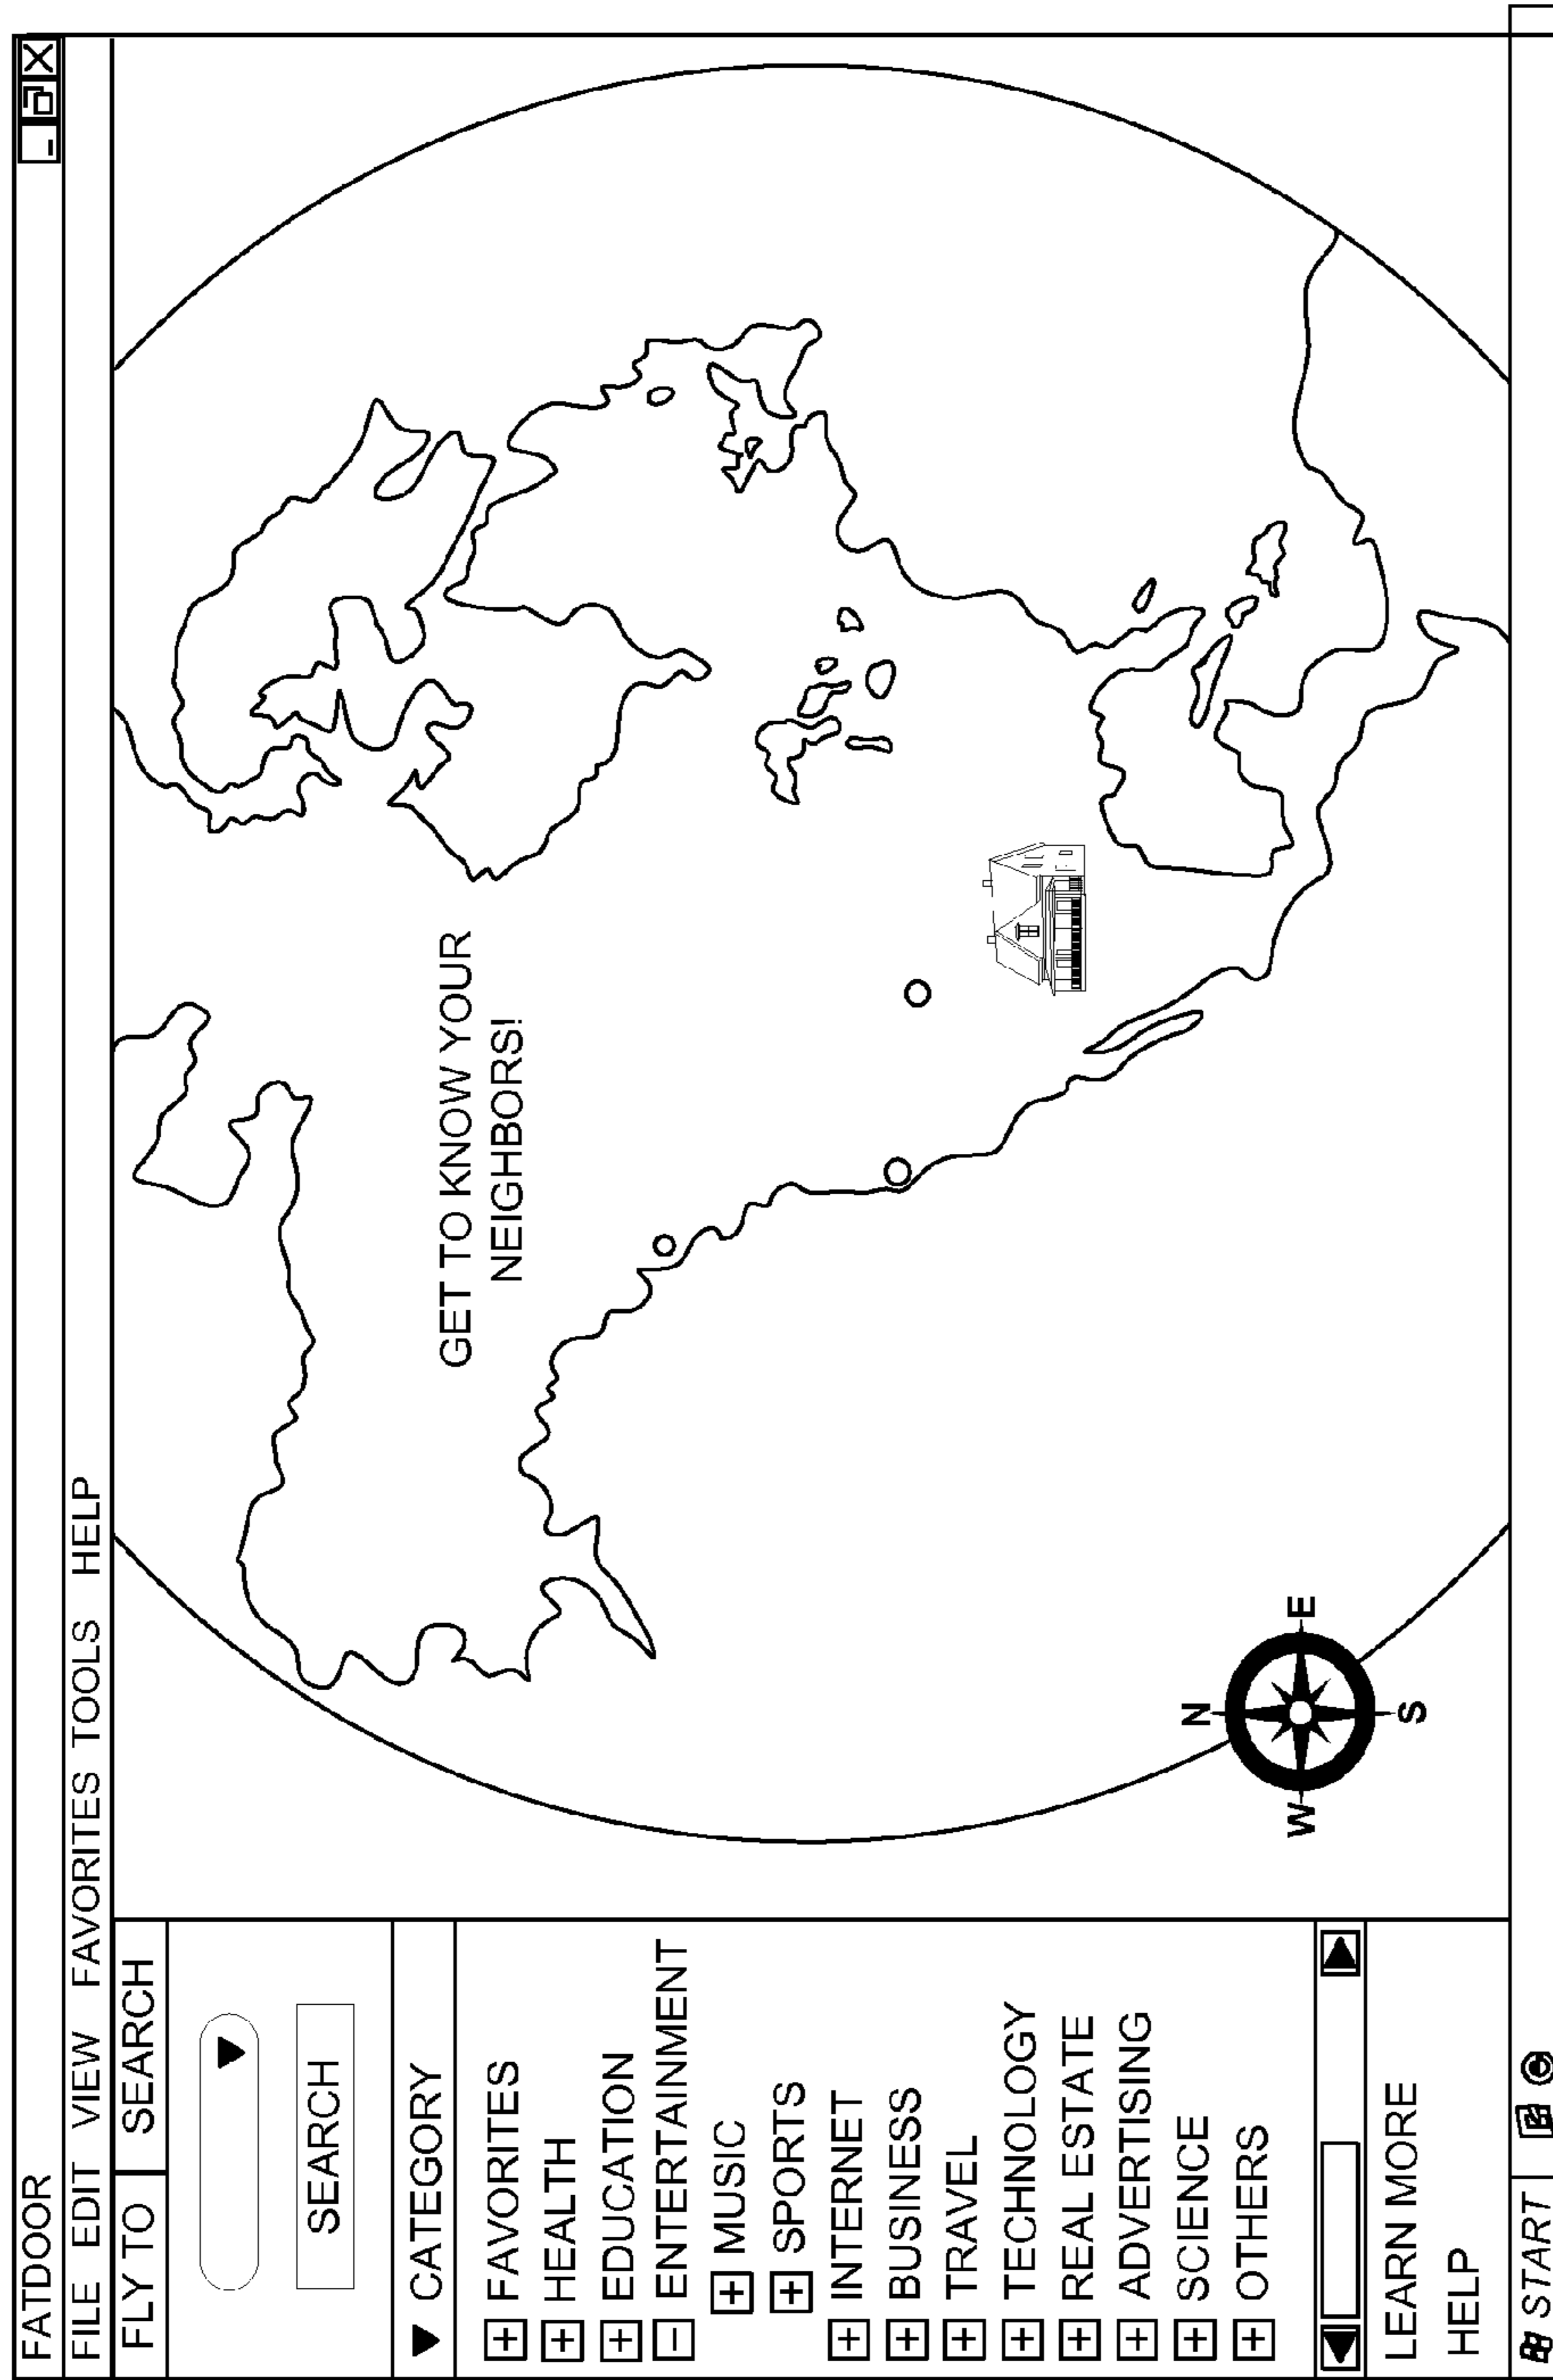 FATDOOR
FILE EDIT VIEW FAVORITES TOOLS HELP
FLY TO SEARCH
SEARCH
CATEGORY
FAVORITES
HEALTH
EDUCATION
ENTERTAINMENT
MUSIC
SPORTS
INTERNET
BUSINESS
TRAVEL
TECHNOLOGY
REAL ESTATE
ADVERTISING
SCIENCE
OTHERS
LEARN MORE
HELP
START
GET TO KNOW YOUR
NEIGHBORS!
N
W E
S